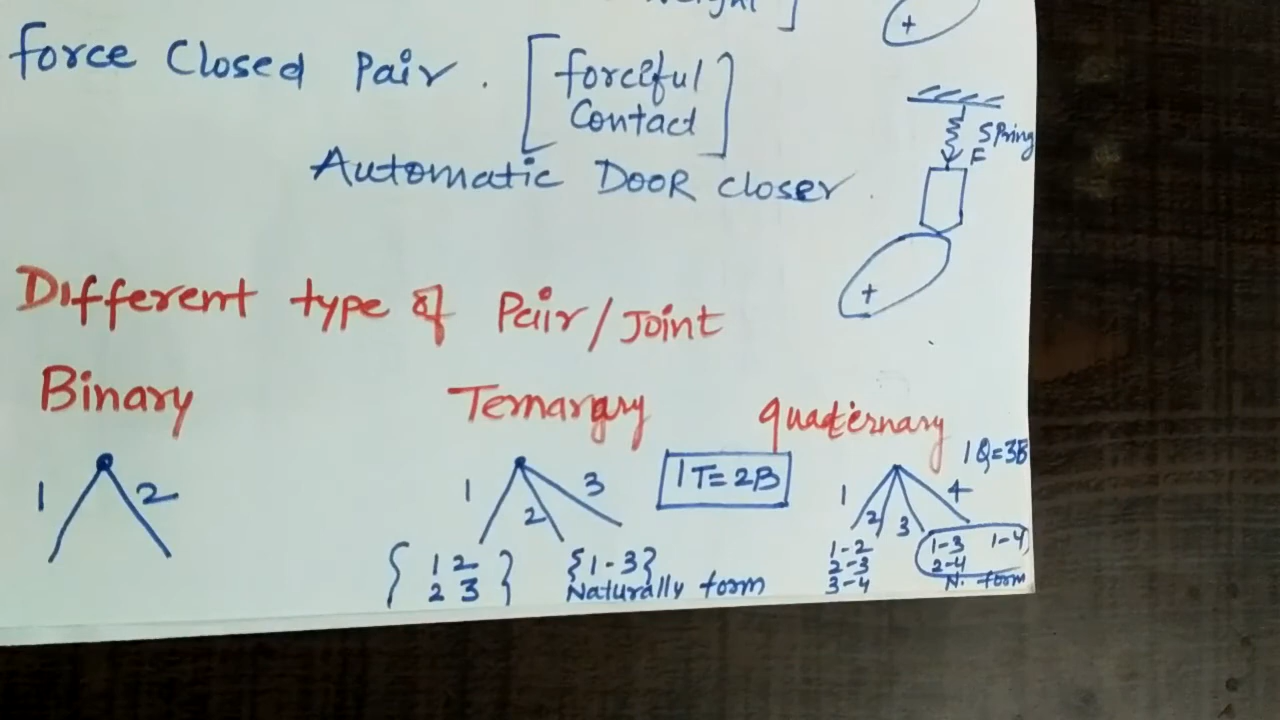 Force Closed Pair. [Forceful Contact]
Automatic DOOR closer.
Spring
F
+
+
Different type of Pair/Joint
Binary Ternary Quaternary
1 2
1 2 3
1T=2B
1Q=3B
1 2 3 4
{1 2
2 3}
{1-3}
Naturally form
1-2
2-3
3-4
1-3 1-4
2-4
N. form